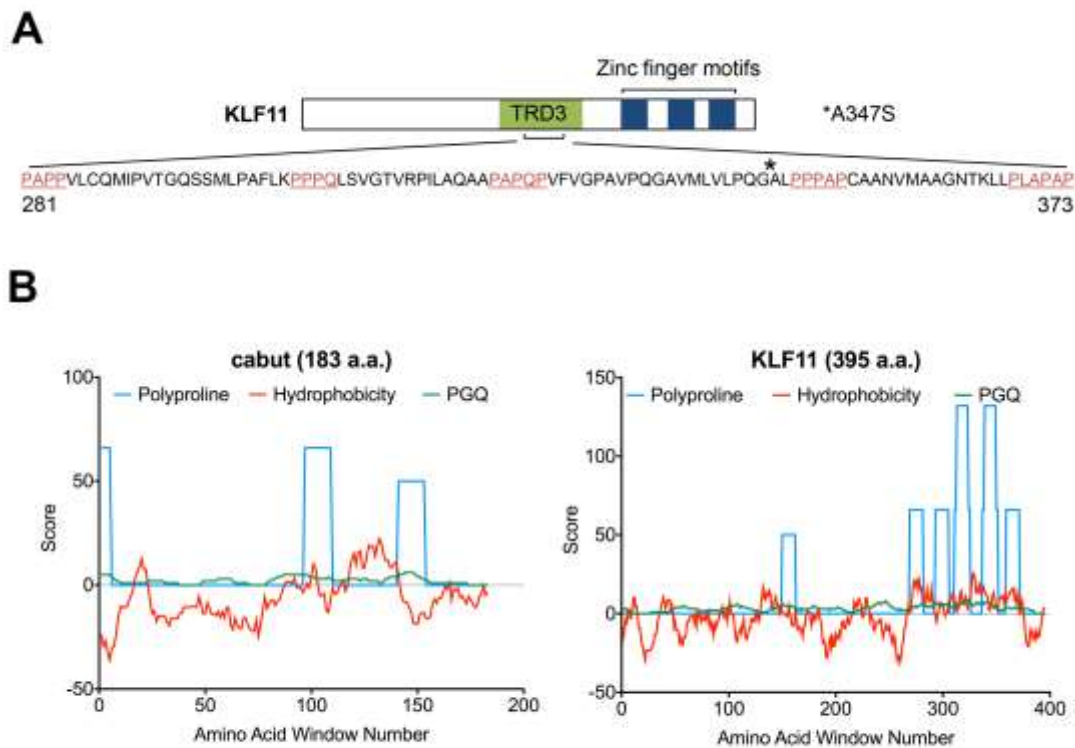 A
Zinc finger motifs
KLF11 TRD3 *A347S
*
PAPPVLCQMIPVTGQSSMLPAFLKPPPQLSVGTVRPILAQAAPAPQPVFVGPAVPQGAVMLVLPQGALPPPAPCAANVMAAGNTKLLPLAPAP
281 373
B
cabut (183 a.a.)
Polyproline Hydrophobicity PGQ
100
50
0
-50
Score
0 50 100 150 200
Amino Acid Window Number
KLF11 (395 a.a.)
Polyproline Hydrophobicity PGQ
150
100
50
0
-50
Score
0 100 200 300 400
Amino Acid Window Number